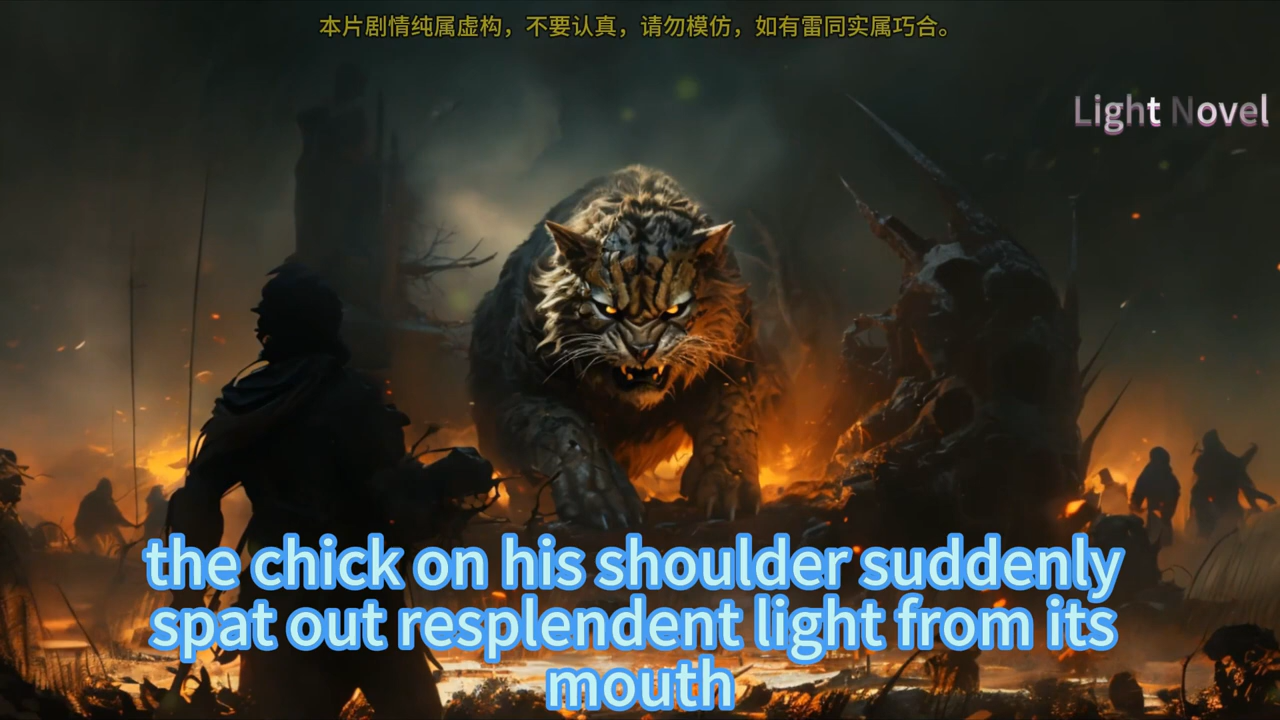 本片剧情纯属虚构，不要认真，请勿模仿，如有雷同实属巧合。
Light Novel
the chick on his shoulder suddenly
spat out resplendent light from its
mouth